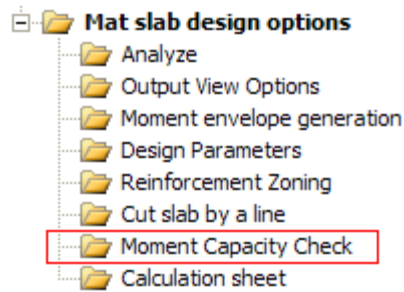 Mat slab design options
Analyze
Output View Options
Moment envelope generation
Design Parameters
Reinforcement Zoning
Cut slab by a line
Moment Capacity Check
Calculation sheet